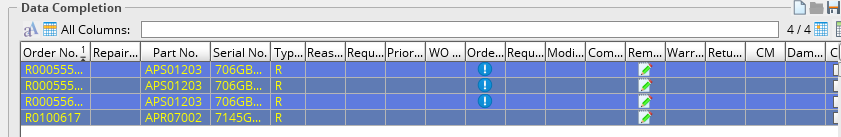 Data Completion
All Columns: 4 / 4
Order No. 1 Repair... Part No. Serial No. Typ... Reas... Requ... Prior... WO ... Orde... Requ... Modi... Com... Rem... Warr... Retu... CM Dam... C
R000555... APS01203 706GB... R
R000555... APS01203 706GB... R
R000556... APS01203 706GB... R
R0100617 APR07002 7145G... R